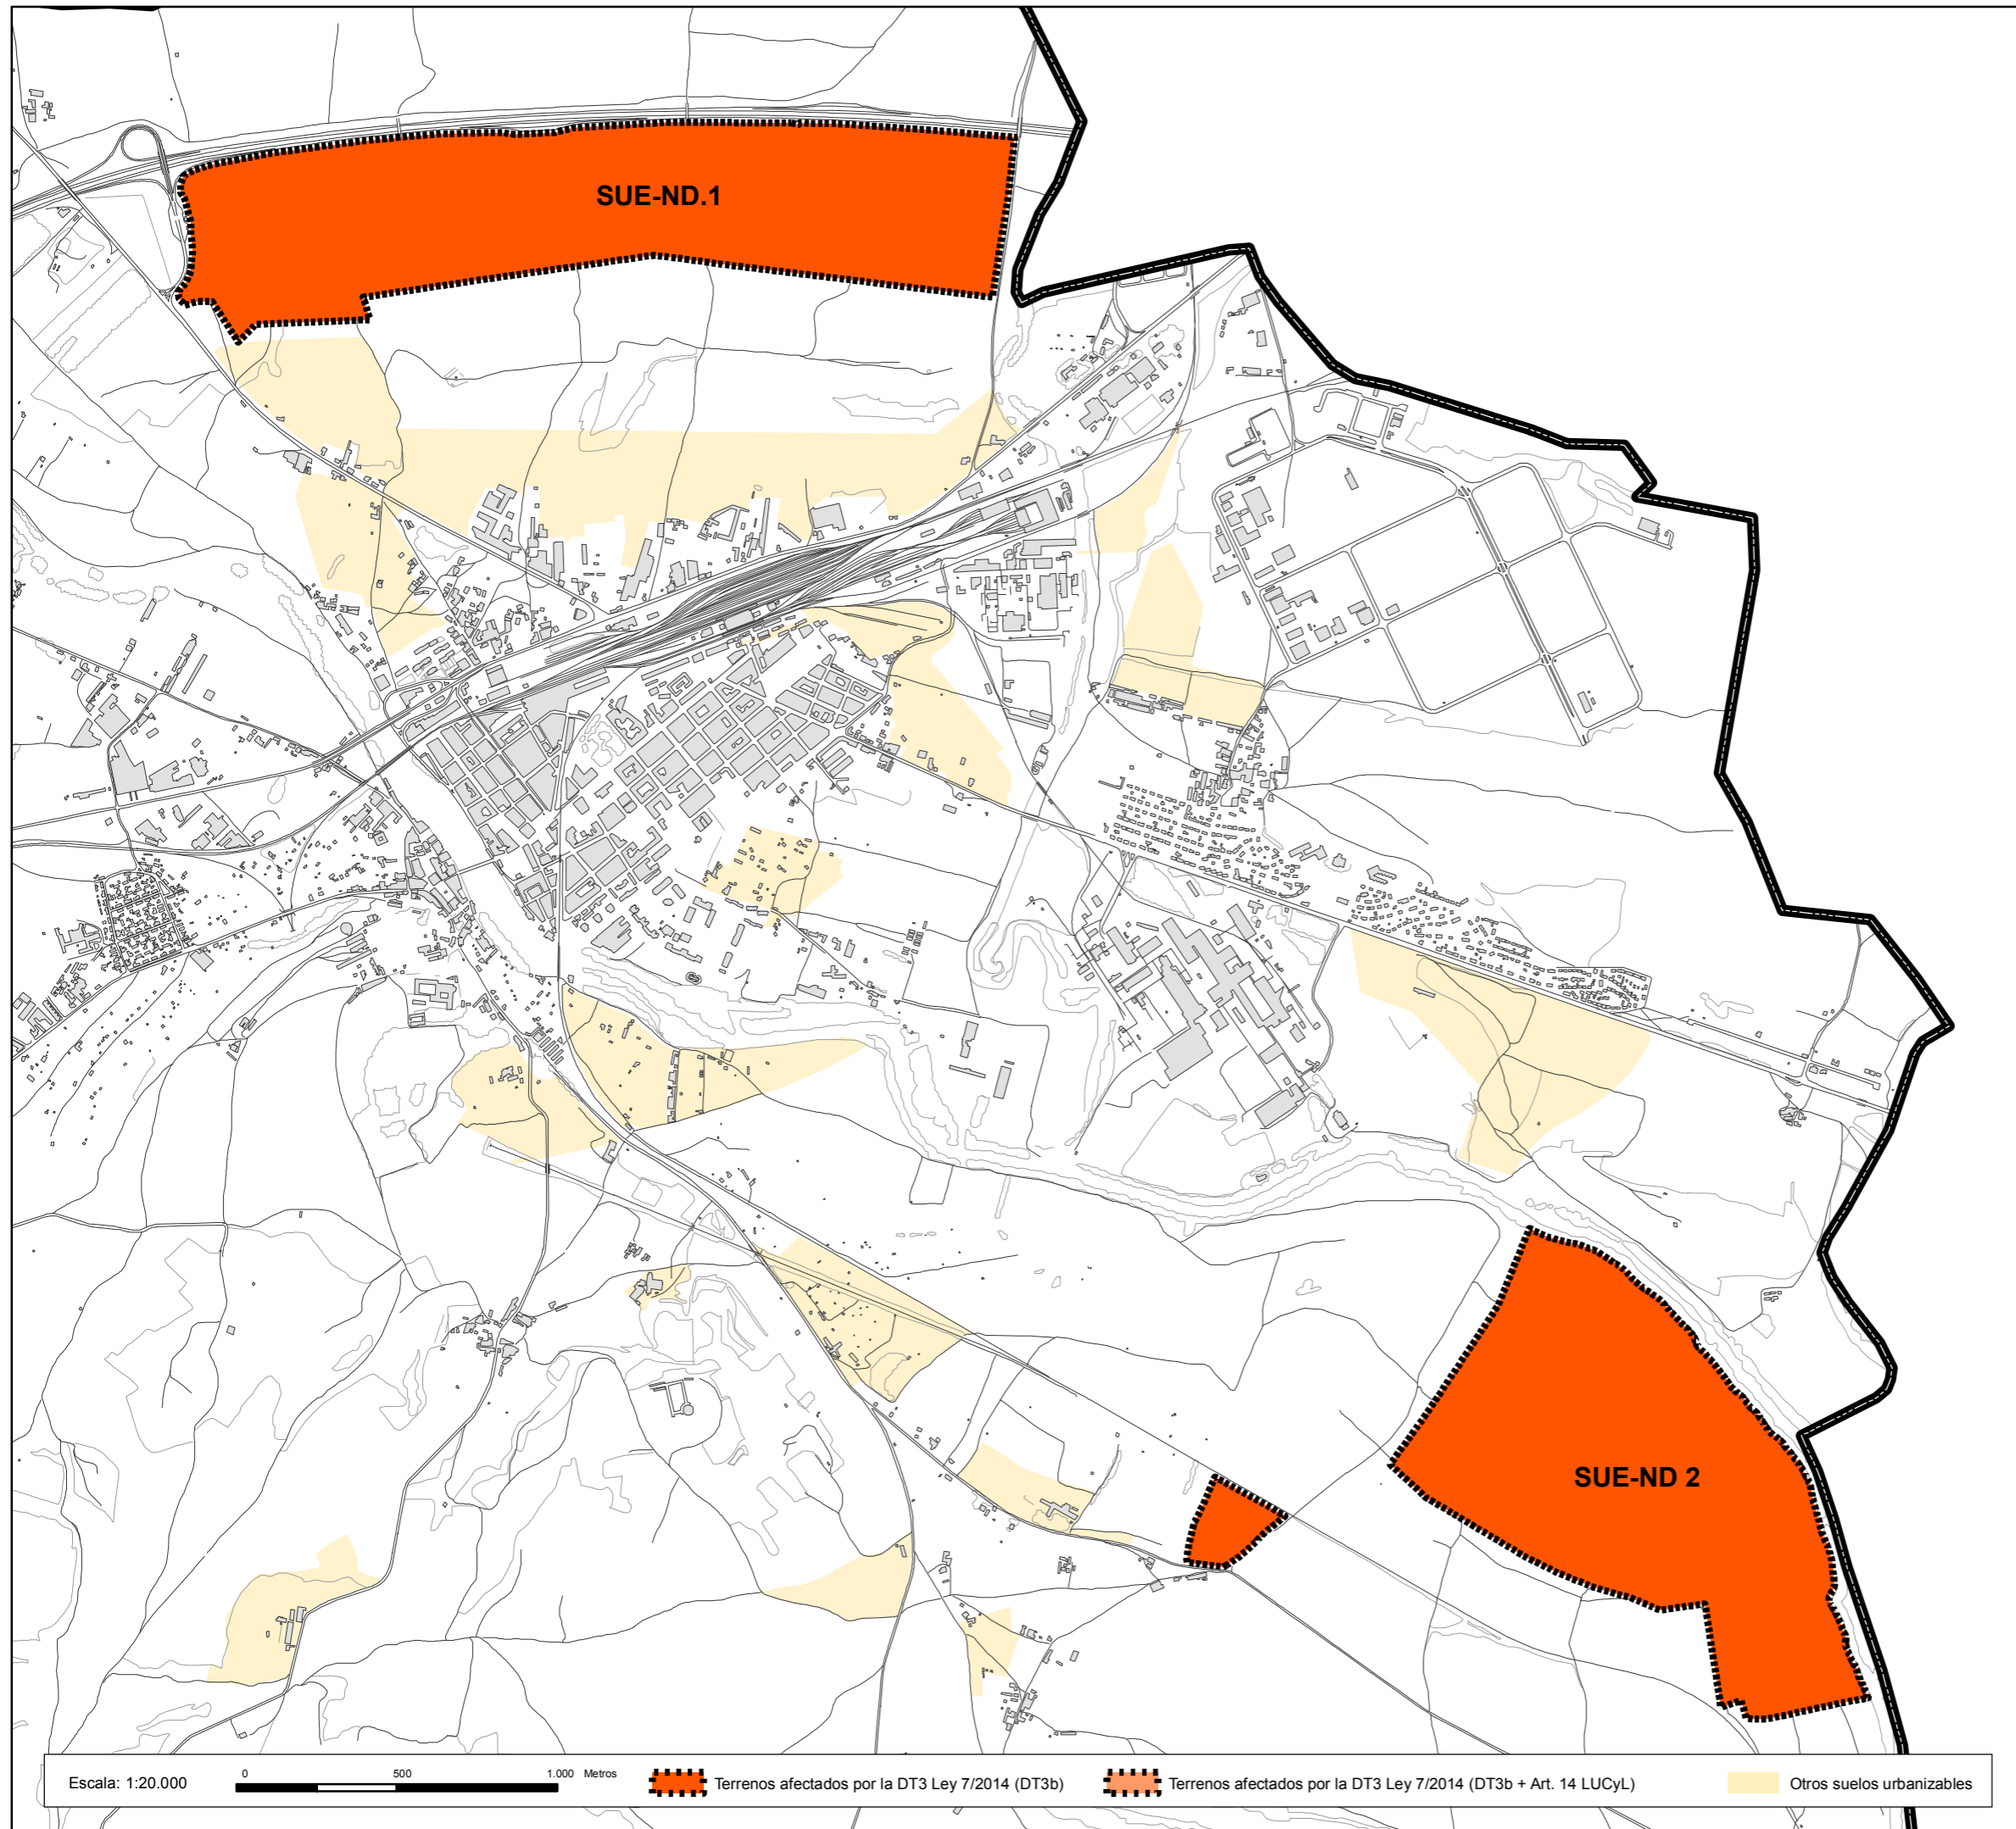 SUE-ND.1
SUE-ND 2
Escala: 1:20.000
0 500 1.000 Metros
Terrenos afectados por la DT3 Ley 7/2014 (DT3b)
Terrenos afectados por la DT3 Ley 7/2014 (DT3b + Art. 14 LUCyL)
Otros suelos urbanizables